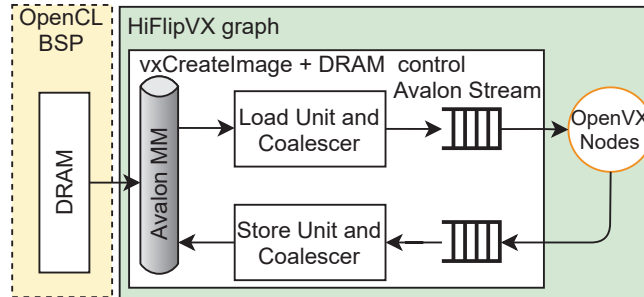 OpenCL
BSP
HiFlipVX graph
vxCreateImage + DRAM control
Avalon Stream
DRAM
Avalon MM
Load Unit and
Coalescer
OpenVX
Nodes
Store Unit and
Coalescer